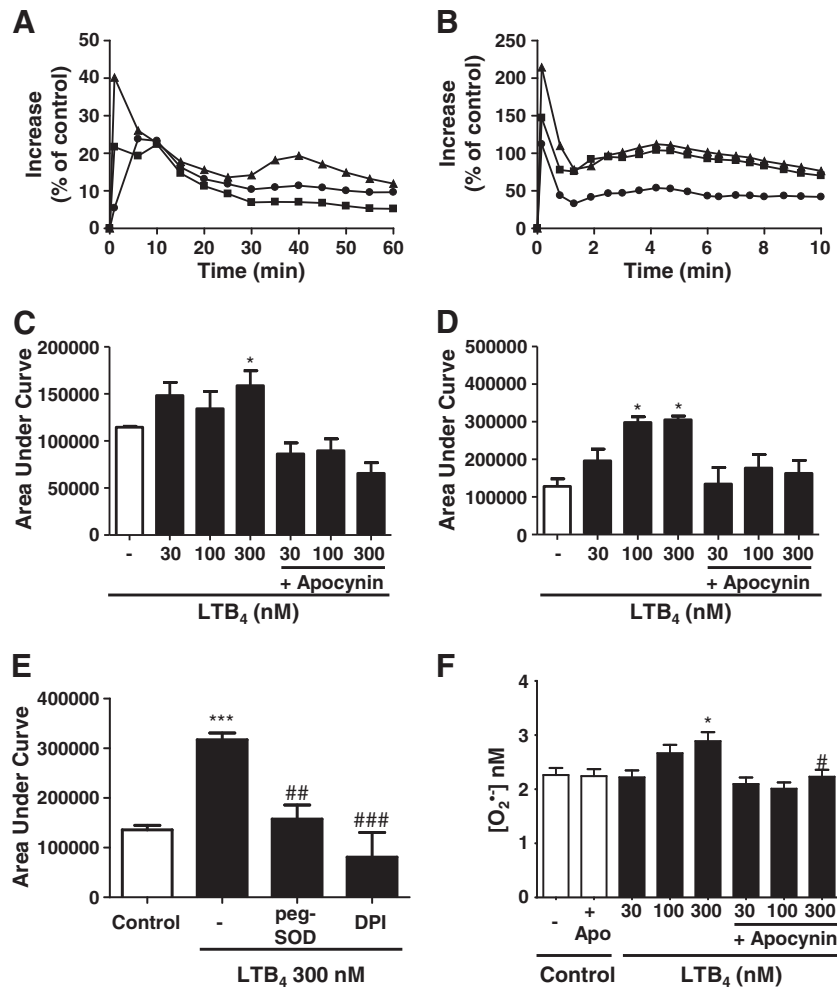 A
Increase
(% of control)
50
40
30
20
10
0
0 10 20 30 40 50 60
Time (min)
B
Increase
(% of control)
250
200
150
100
50
0
0 2 4 6 8 10
Time (min)
C
Area Under Curve
200000
150000
100000
50000
0
*
- 30 100 300 30 100 300
+ Apocynin
LTB4 (nM)
D
Area Under Curve
500000
400000
300000
200000
100000
0
* *
- 30 100 300 30 100 300
+ Apocynin
LTB4 (nM)
E
Area Under Curve
400000
300000
200000
100000
0
***
##
###
Control - peg-SOD DPI
LTB4 300 nM
F
[O2•-] nM
4
3
2
1
0
*
#
- + Apo 30 100 300 30 100 300
+ Apocynin
Control LTB4 (nM)